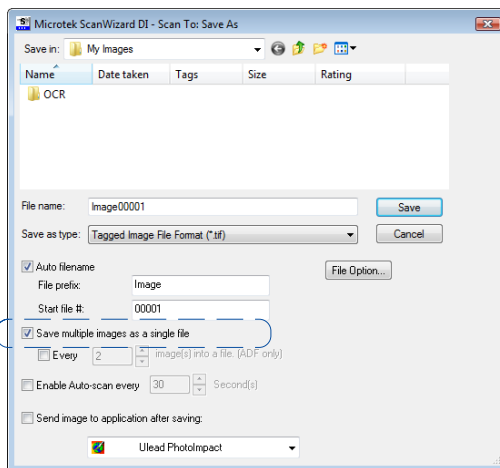 Microtek ScanWizard DI - Scan To: Save As
Save in: My Images
Name Date taken Tags Size Rating
OCR
File name: Image00001 Save
Save as type: Tagged Image File Format (*.tif) Cancel
Auto filename File Option...
File prefix: Image
Start file #: 00001
Save multiple images as a single file
Every 2 image(s) into a file. (ADF only)
Enable Auto-scan every 30 Second(s)
Send image to application after saving:
Ulead PhotoImpact